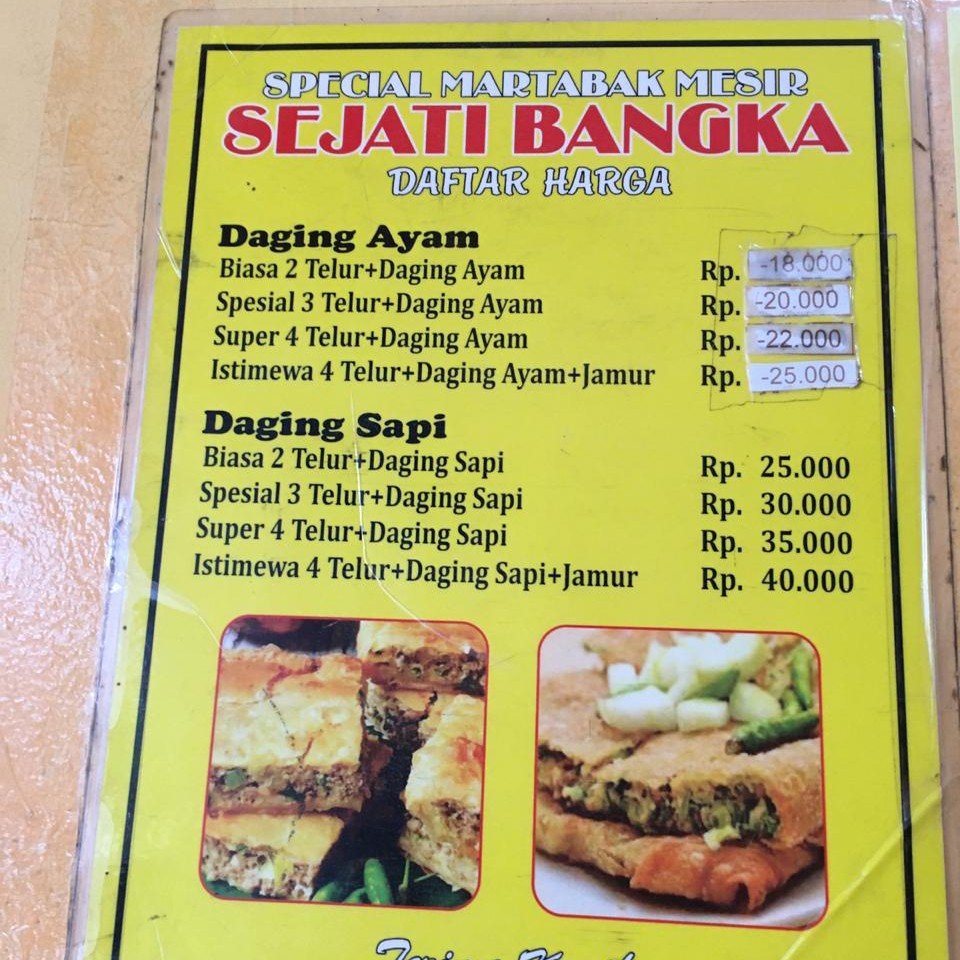 SPECIAL MARTABAK MESIR
SEJATI BANGKA
DAFTAR HARGA
Daging Ayam
Biasa 2 Telur+Daging Ayam Rp. -18.000
Spesial 3 Telur+Daging Ayam Rp. -20.000
Super 4 Telur+Daging Ayam Rp. -22.000
Istimewa 4 Telur+Daging Ayam+Jamur Rp. -25.000
Daging Sapi
Biasa 2 Telur+Daging Sapi Rp. 25.000
Spesial 3 Telur+Daging Sapi Rp. 30.000
Super 4 Telur+Daging Sapi Rp. 35.000
Istimewa 4 Telur+Daging Sapi+Jamur Rp. 40.000